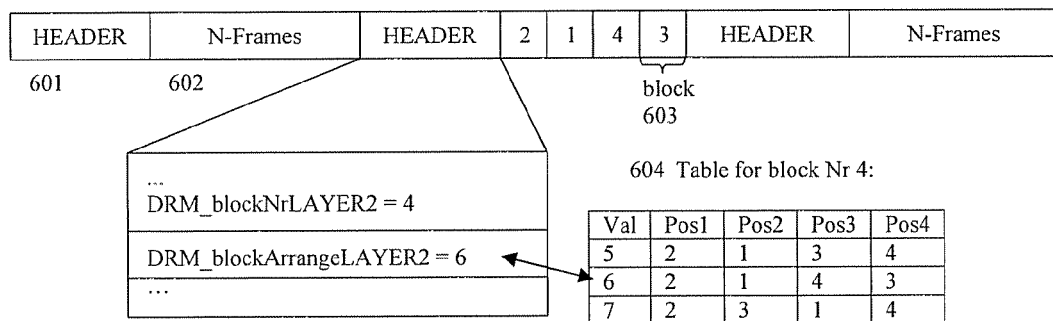 HEADER N-Frames HEADER 2 1 4 3 HEADER N-Frames
601 602 block
603
604 Table for block Nr 4:
...
DRM_blockNrLAYER2 = 4
DRM_blockArrangeLAYER2 = 6
...
Val Pos1 Pos2 Pos3 Pos4
5 2 1 3 4
6 2 1 4 3
7 2 3 1 4